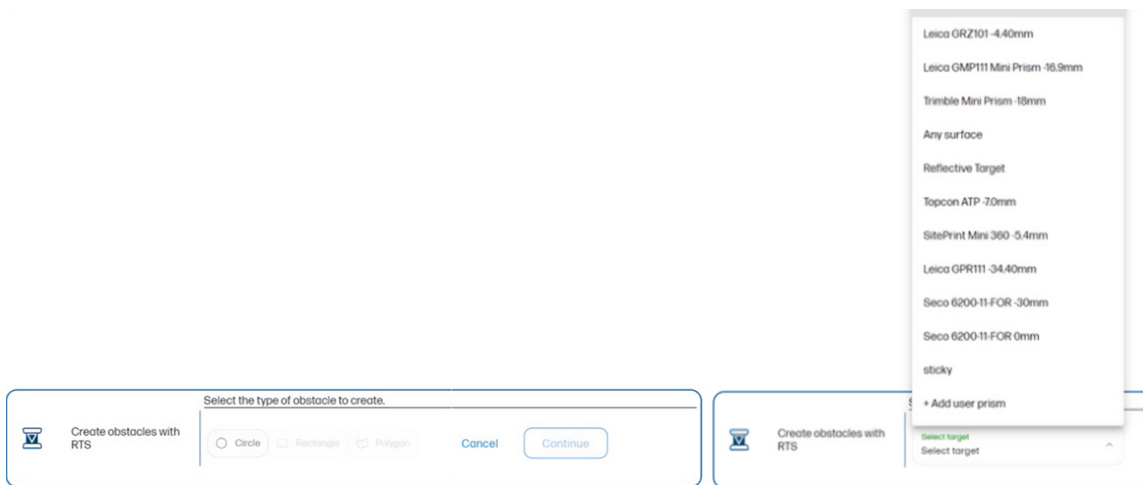 Leica GRZ101 -4.40mm
Leica GMP111 Mini Prism -16.9mm
Trimble Mini Prism -18mm
Any surface
Reflective Target
Topcon ATP -7.0mm
SitePrint Mini 360 -5.4mm
Leica GPR111 -34.40mm
Seco 6200-11-FOR -30mm
Seco 6200-11-FOR 0mm
sticky
+ Add user prism
Select the type of obstacle to create.
Create obstacles with
RTS
Circle Rectangle Polygon Cancel Continue
Create obstacles with
RTS
Select target
Select target